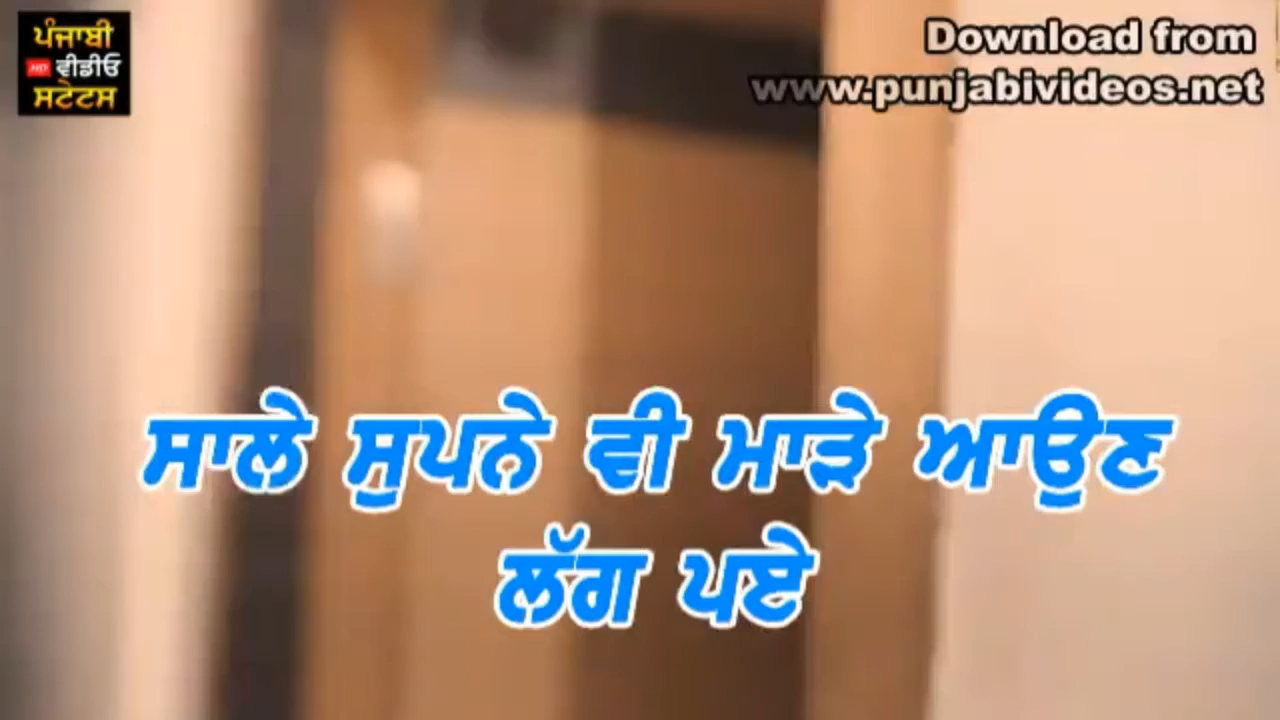 ਪੰਜਾਬੀ
HD ਵੀਡੀਓ
ਸਟੇਟਸ
Download from
www.punjabivideos.net
ਸਾਲੇ ਸੁਪਨੇ ਵੀ ਮਾੜੇ ਆਉਣ
ਲੱਗ ਪਏ